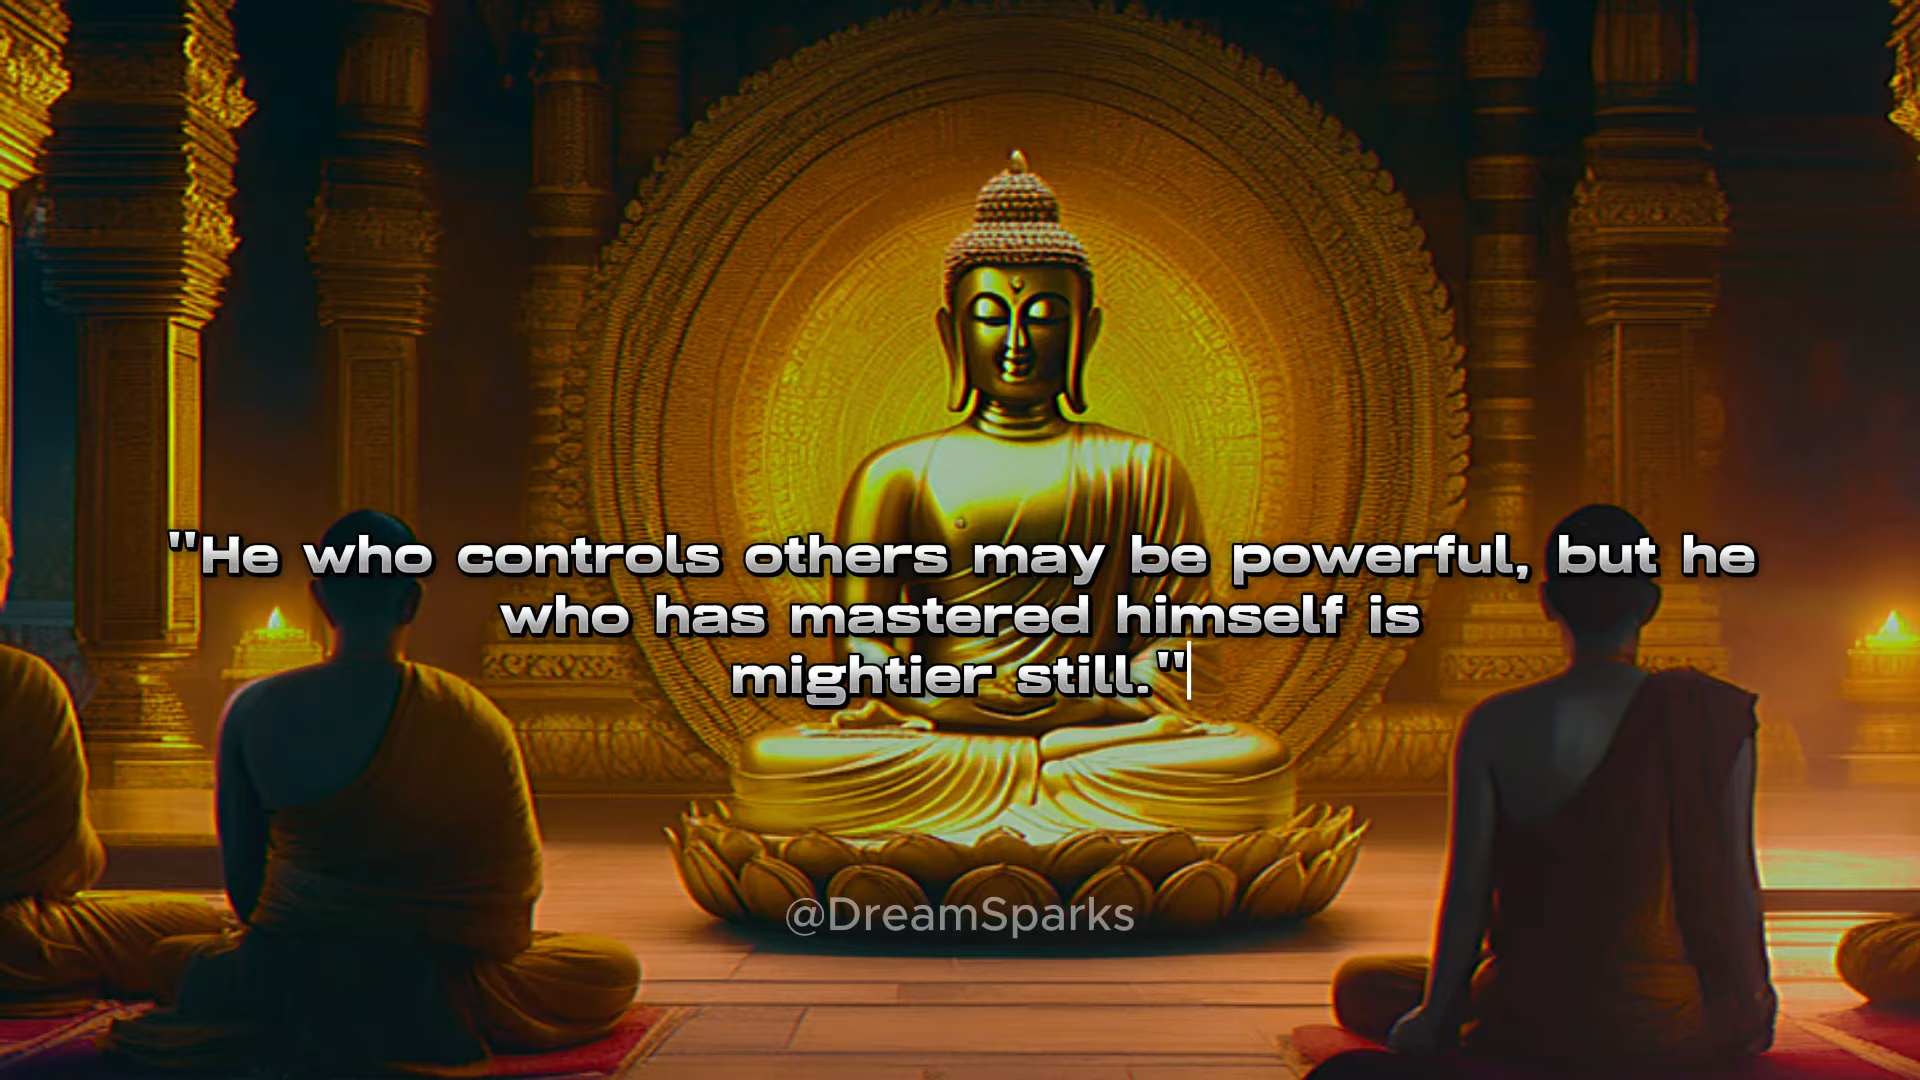 "He who controls others may be powerful, but he
who has mastered himself is
mightier still."
@DreamSparks